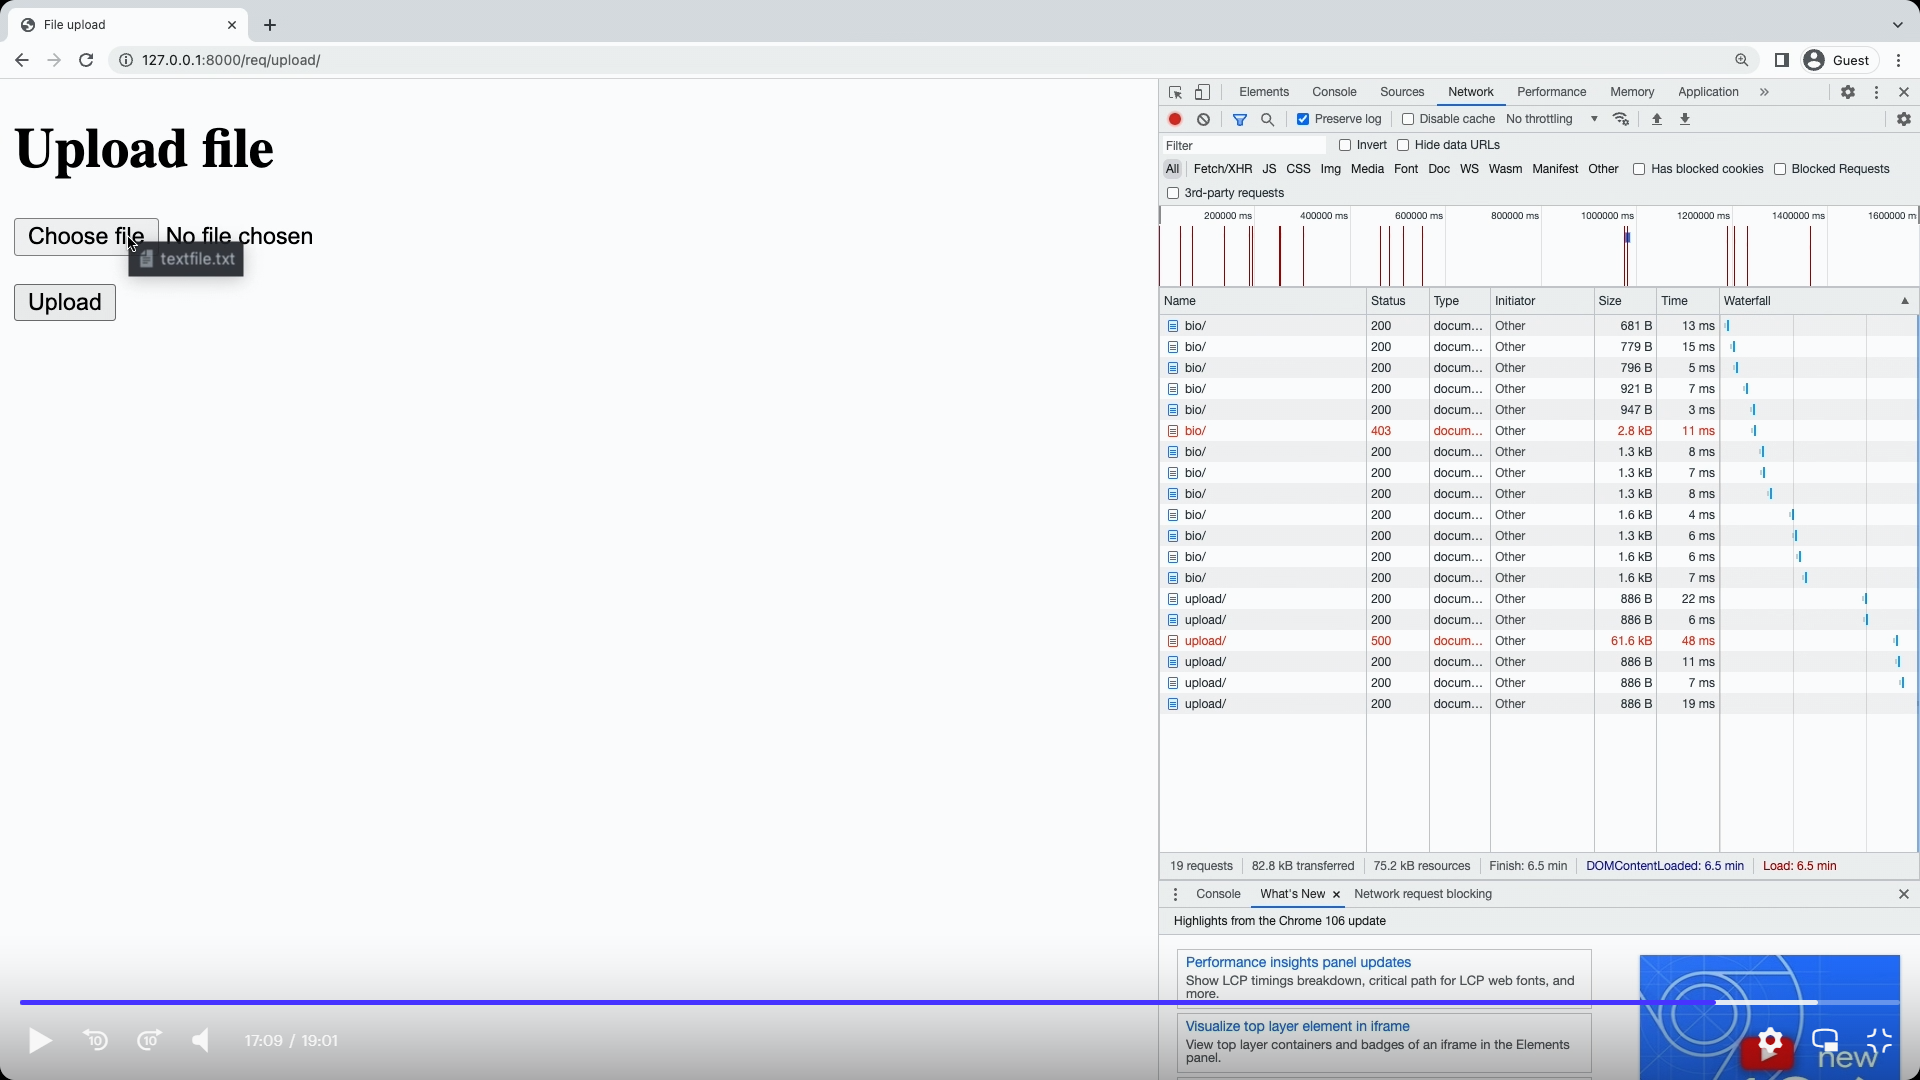 File upload
127.0.0.1:8000/req/upload/
Guest
Upload file
Choose file No file chosen
textfile.txt
Upload
Elements Console Sources Network Performance Memory Application
Preserve log Disable cache No throttling
Filter Invert Hide data URLs
All Fetch/XHR JS CSS Img Media Font Doc WS Wasm Manifest Other Has blocked cookies Blocked Requests
3rd-party requests
200000 ms 400000 ms 600000 ms 800000 ms 1000000 ms 1200000 ms 1400000 ms 1600000 m
Name Status Type Initiator Size Time Waterfall
bio/ 200 docum... Other 681 B 13 ms
bio/ 200 docum... Other 779 B 15 ms
bio/ 200 docum... Other 796 B 5 ms
bio/ 200 docum... Other 921 B 7 ms
bio/ 200 docum... Other 947 B 3 ms
bio/ 403 docum... Other 2.8 kB 11 ms
bio/ 200 docum... Other 1.3 kB 8 ms
bio/ 200 docum... Other 1.3 kB 7 ms
bio/ 200 docum... Other 1.3 kB 8 ms
bio/ 200 docum... Other 1.6 kB 4 ms
bio/ 200 docum... Other 1.3 kB 6 ms
bio/ 200 docum... Other 1.6 kB 6 ms
bio/ 200 docum... Other 1.6 kB 7 ms
upload/ 200 docum... Other 886 B 22 ms
upload/ 200 docum... Other 886 B 6 ms
upload/ 500 docum... Other 61.6 kB 48 ms
upload/ 200 docum... Other 886 B 11 ms
upload/ 200 docum... Other 886 B 7 ms
upload/ 200 docum... Other 886 B 19 ms
19 requests 82.8 kB transferred 75.2 kB resources Finish: 6.5 min DOMContentLoaded: 6.5 min Load: 6.5 min
Console What's New Network request blocking
Highlights from the Chrome 106 update
Performance insights panel updates
Show LCP timings breakdown, critical path for LCP web fonts, and
more.
Visualize top layer element in iframe
View top layer containers and badges of an iframe in the Elements
panel.
new
10 10 17:09 / 19:01